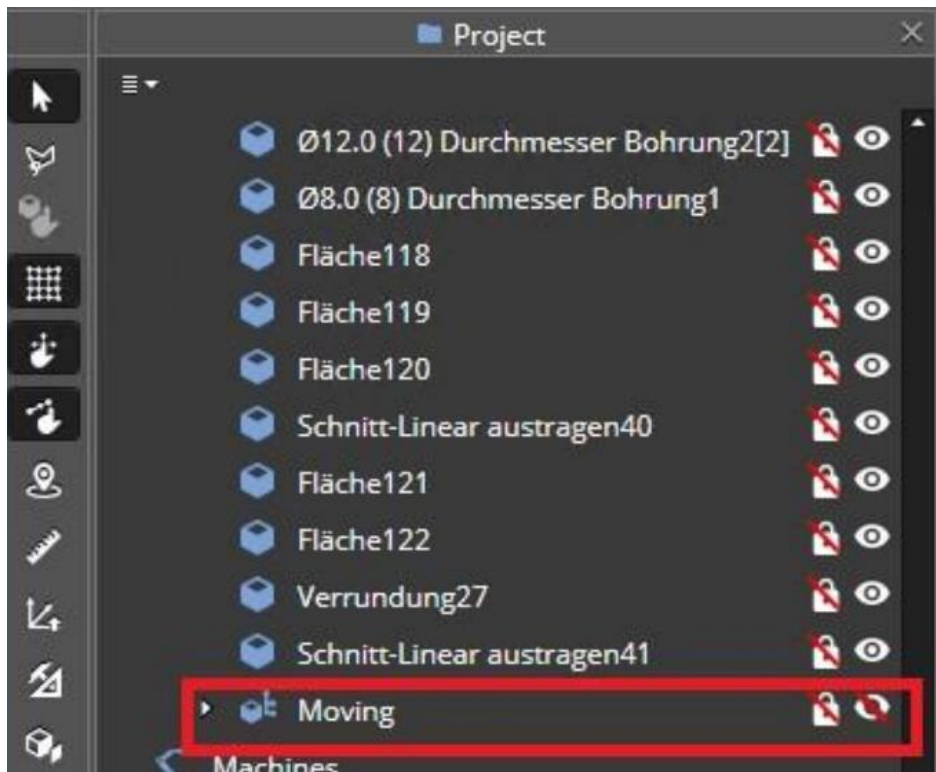 Project
Ø12.0 (12) Durchmesser Bohrung2[2]
Ø8.0 (8) Durchmesser Bohrung1
Fläche118
Fläche119
Fläche120
Schnitt-Linear austragen40
Fläche121
Fläche122
Verrundung27
Schnitt-Linear austragen41
Moving
Machines